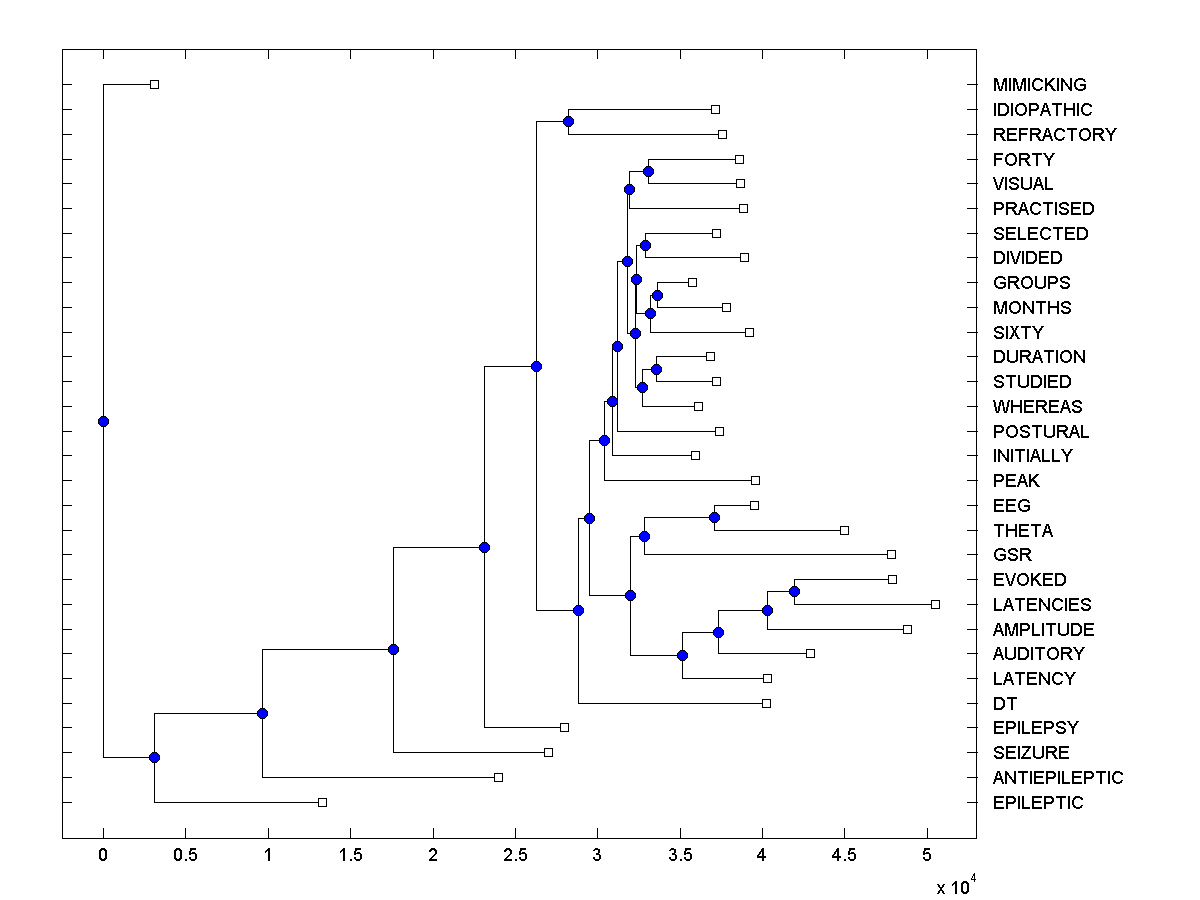 MIMICKING
IDIOPATHIC
REFRACTORY
FORTY
VISUAL
PRACTISED
SELECTED
DIVIDED
GROUPS
MONTHS
SIXTY
DURATION
STUDIED
WHEREAS
POSTURAL
INITIALLY
PEAK
EEG
THETA
GSR
EVOKED
LATENCIES
AMPLITUDE
AUDITORY
LATENCY
DT
EPILEPSY
SEIZURE
ANTIEPILEPTIC
EPILEPTIC
0 0.5 1 1.5 2 2.5 3 3.5 4 4.5 5
x 10^4